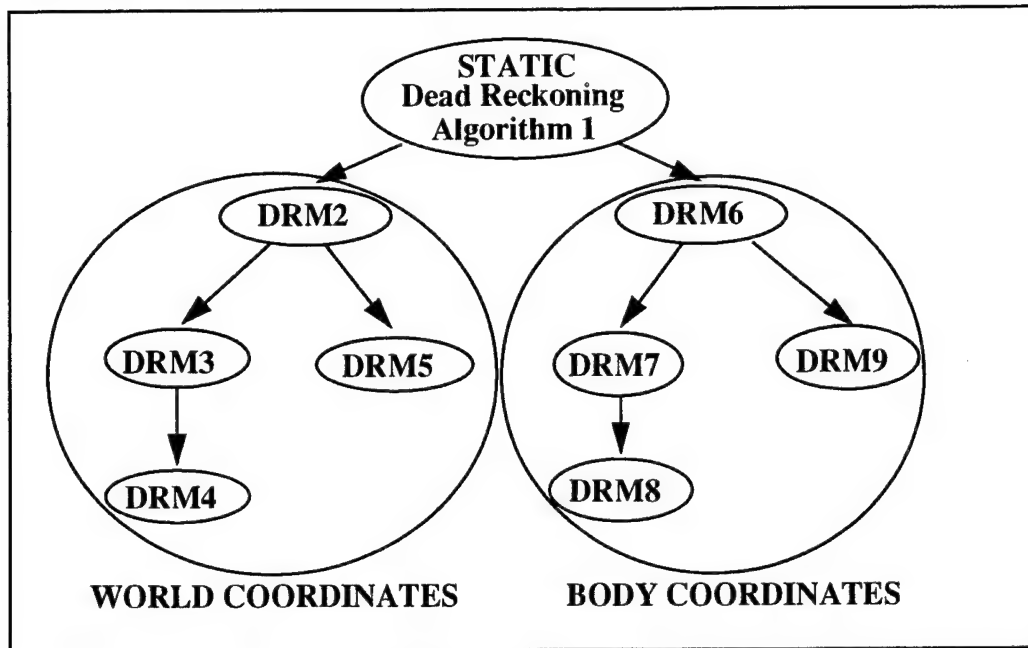 STATIC
Dead Reckoning
Algorithm 1
DRM2
DRM6
DRM3
DRM5
DRM7
DRM9
DRM4
DRM8
WORLD COORDINATES
BODY COORDINATES